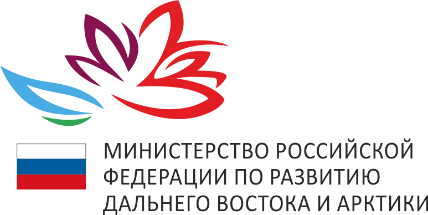 МИНИСТЕРСТВО РОССИЙСКОЙ
ФЕДЕРАЦИИ ПО РАЗВИТИЮ
ДАЛЬНЕГО ВОСТОКА И АРКТИКИ